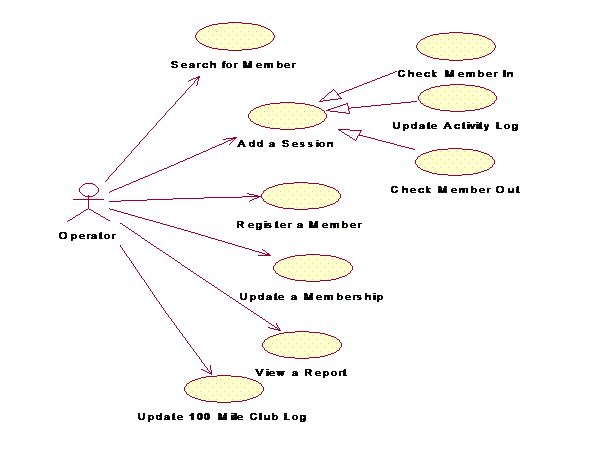 Search for Member
Check Member In
Add a Session
Update Activity Log
Check Member Out
Operator
Register a Member
Update a Membership
View a Report
Update 100 Mile Club Log